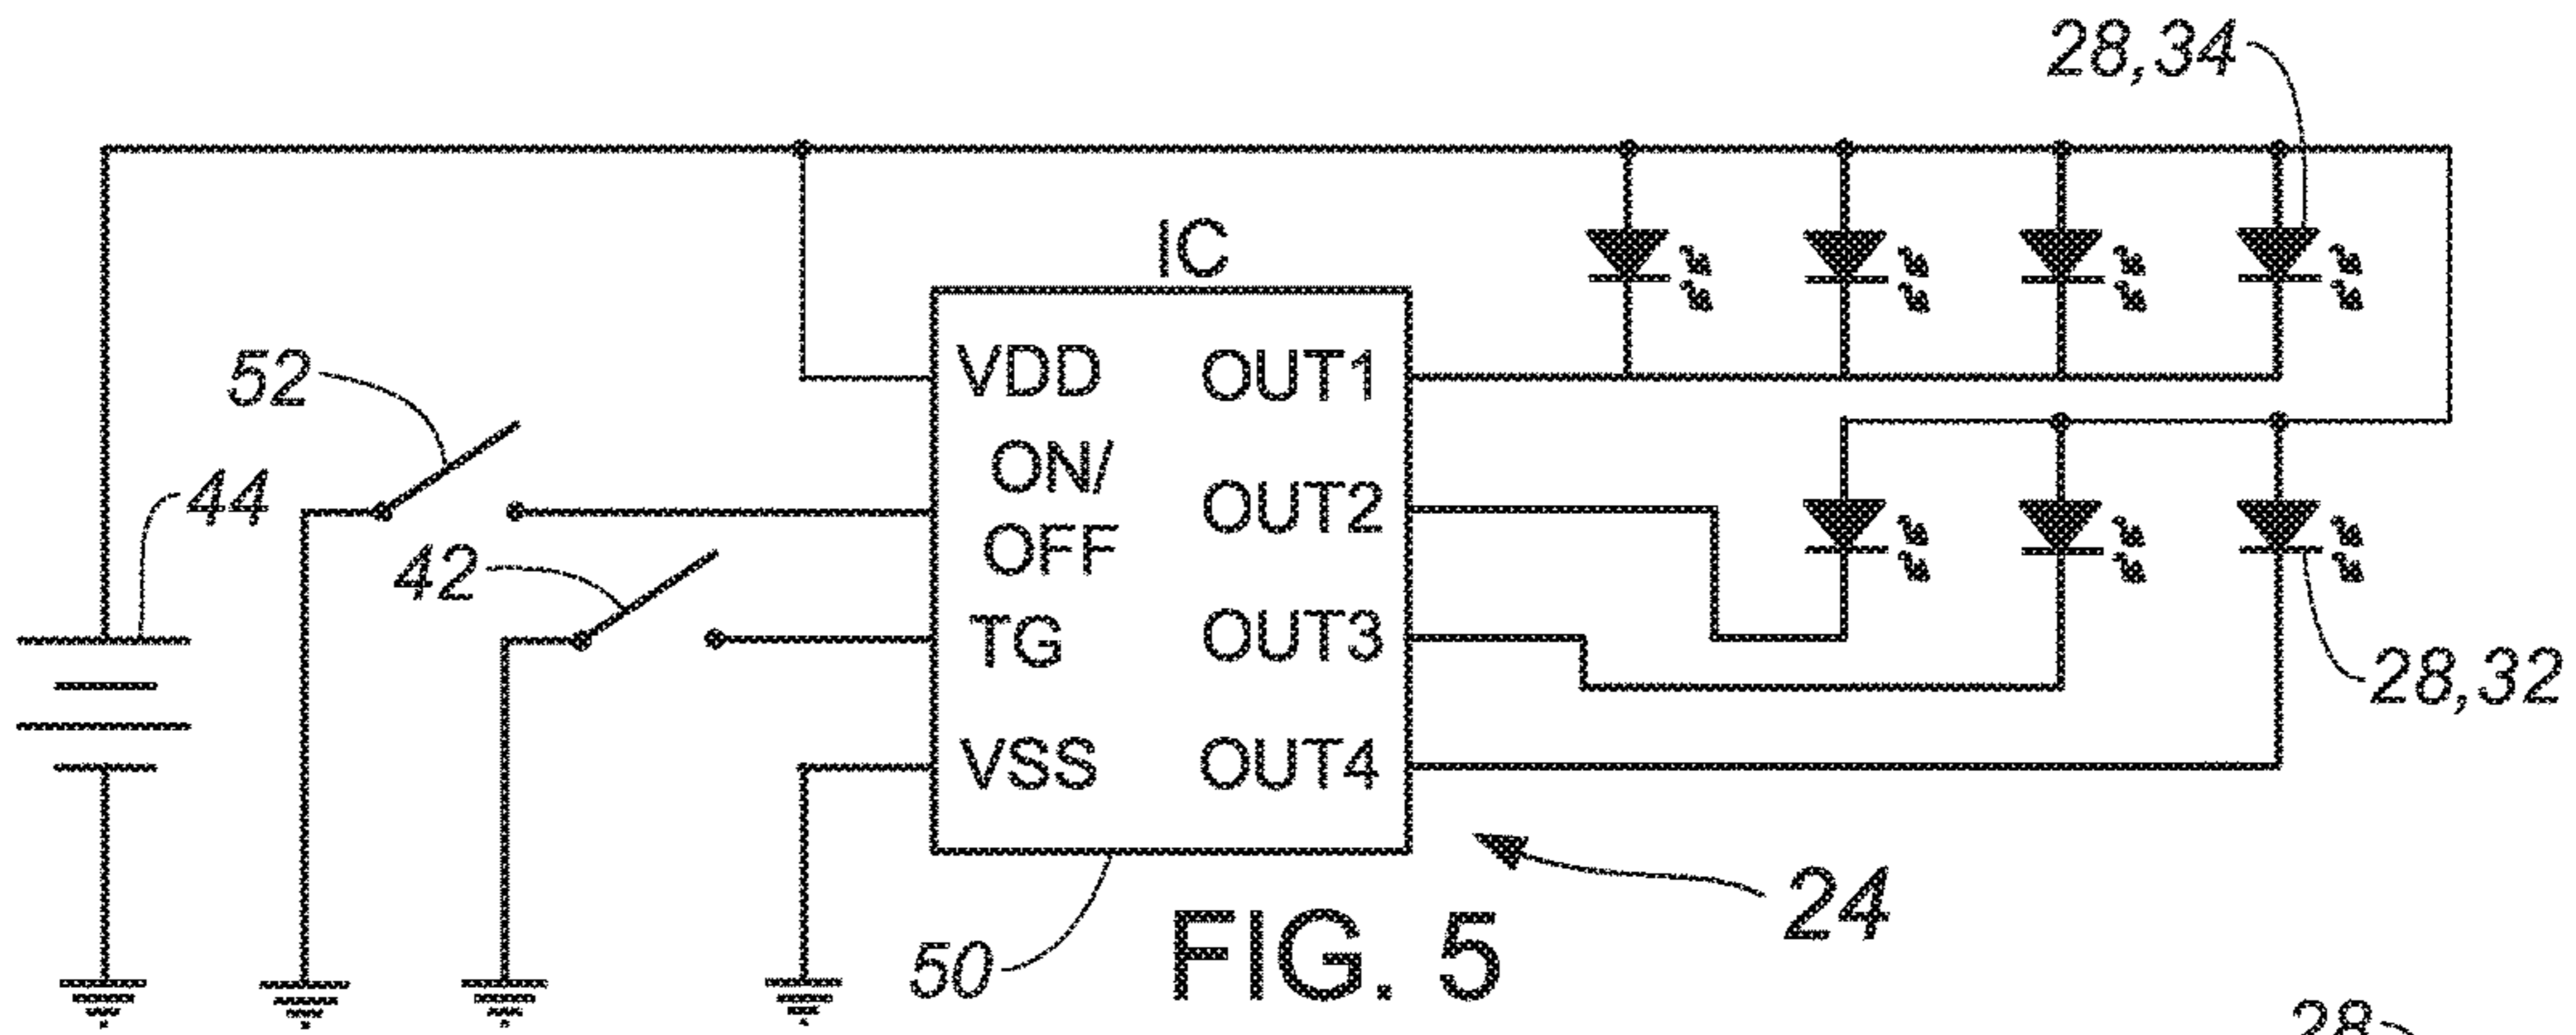 28,34
IC
VDD OUT1
52
ON/
OFF OUT2
44
42
TG OUT3
28,32
VSS OUT4
24
50
FIG. 5
28